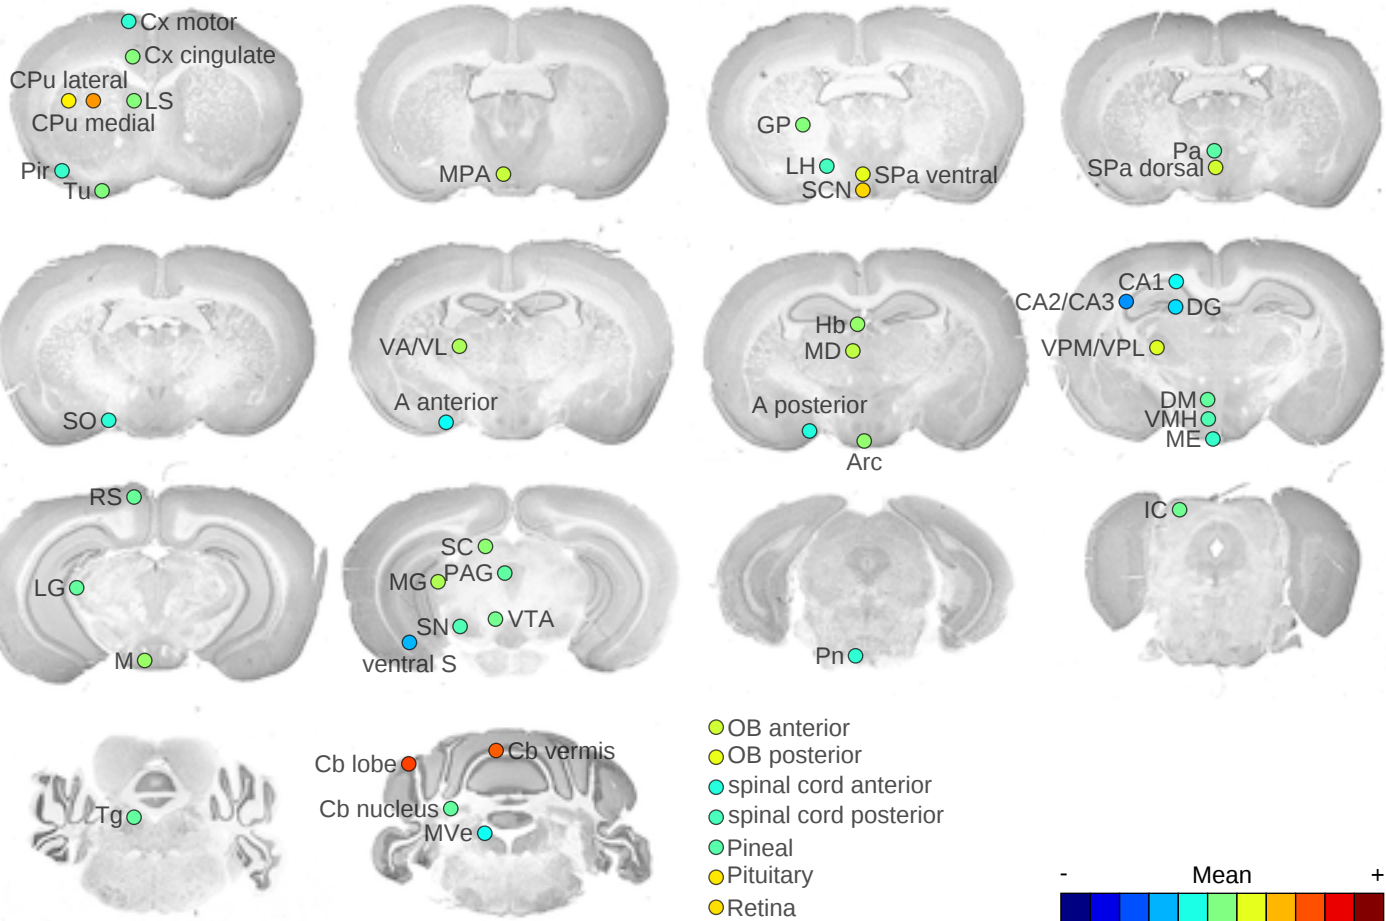 Cx motor
Cx cingulate
CPu lateral
LS
CPu medial
Pir
Tu
MPA
GP
LH
SPa ventral
SCN
Pa
SPa dorsal
SO
VA/VL
A anterior
Hb
MD
A posterior
Arc
CA1
CA2/CA3
DG
VPM/VPL
DM
VMH
ME
RS
LG
M
SC
MG
PAG
SN
VTA
ventral S
Pn
IC
Tg
Cb lobe
Cb vermis
Cb nucleus
MVe
OB anterior
OB posterior
spinal cord anterior
spinal cord posterior
Pineal
Pituitary
Retina
- Mean +